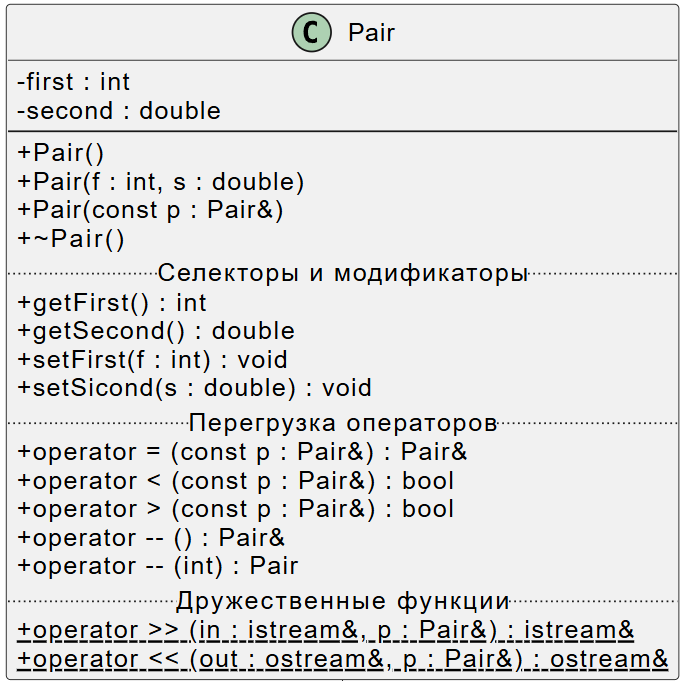 C Pair
-first : int
-second : double
+Pair()
+Pair(f : int, s : double)
+Pair(const p : Pair&)
+~Pair()
Селекторы и модификаторы
+getFirst() : int
+getSecond() : double
+setFirst(f : int) : void
+setSicond(s : double) : void
Перегрузка операторов
+operator = (const p : Pair&) : Pair&
+operator < (const p : Pair&) : bool
+operator > (const p : Pair&) : bool
+operator -- () : Pair&
+operator -- (int) : Pair
Дружественные функции
+operator >> (in : istream&, p : Pair&) : istream&
+operator << (out : ostream&, p : Pair&) : ostream&